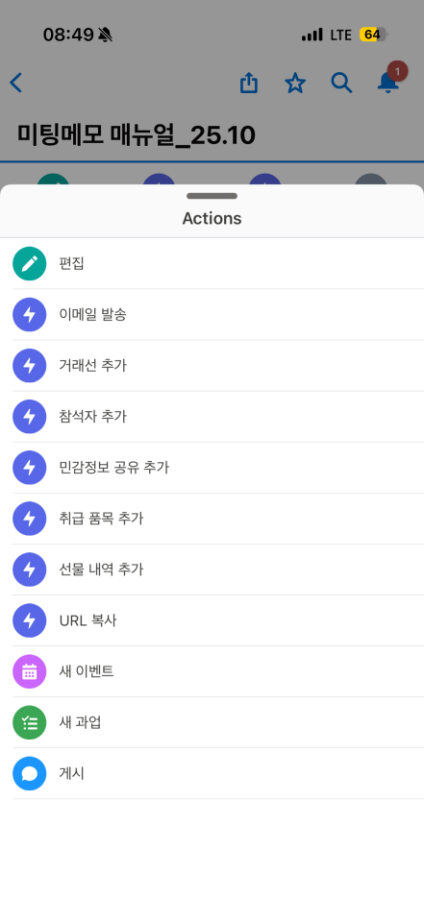 08:49
LTE
64
1
미팅메모 매뉴얼_25.10
Actions
편집
이메일 발송
거래선 추가
참석자 추가
민감정보 공유 추가
취급 품목 추가
선물 내역 추가
URL 복사
새 이벤트
새 과업
게시